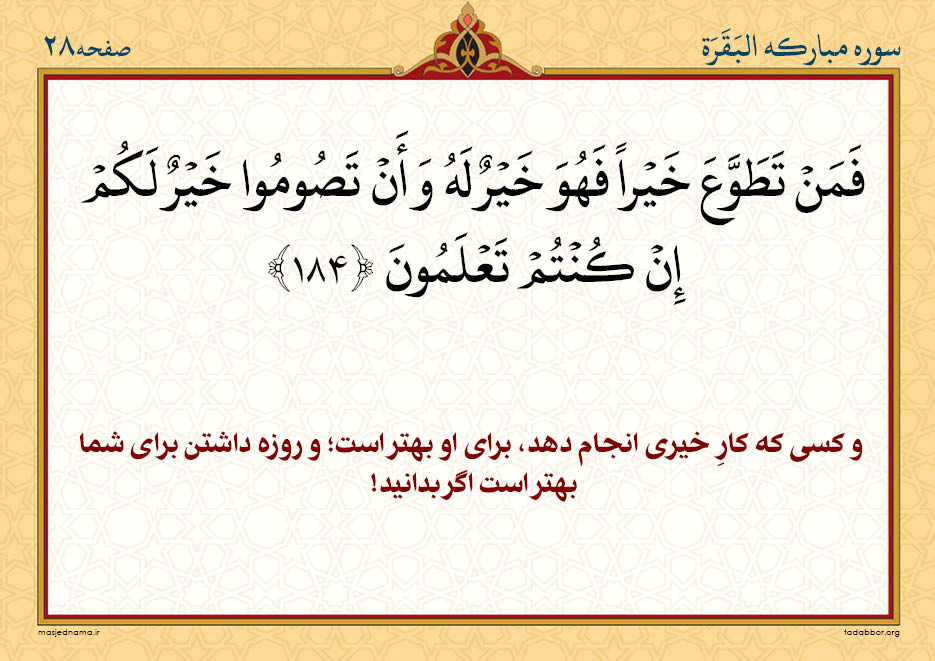 سوره مبارکه البَقَرَة
صفحه۲۸
فَمَنْ تَطَوَّعَ خَيْراً فَهُوَ خَيْرٌ لَهُ وَ أَنْ تَصُومُوا خَيْرٌ لَكُمْ
إِنْ كُنْتُمْ تَعْلَمُونَ ﴿۱۸۴﴾
و کسی که کارِ خیری انجام دهد، برای او بهتر است؛ و روزه داشتن برای شما
بهتر است اگر بدانید!
masjednama.ir
tadabbor.org